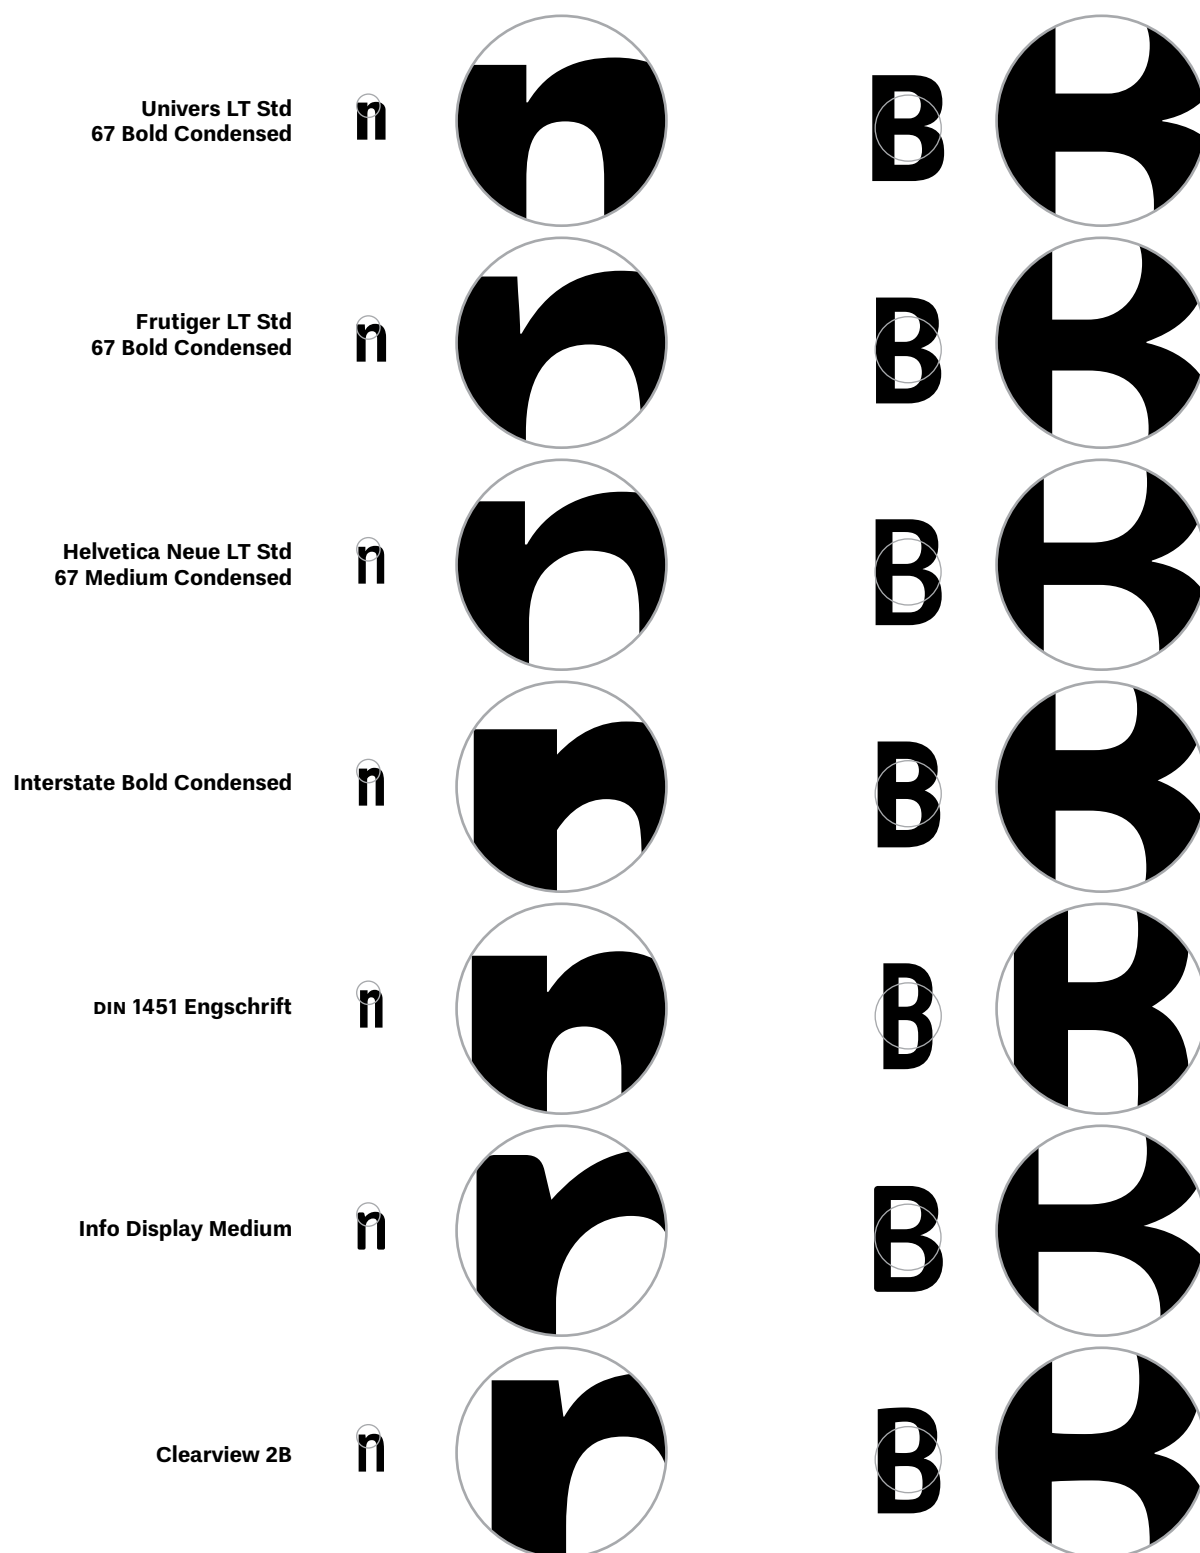 Univers LT Std
67 Bold Condensed
n
B
Frutiger LT Std
67 Bold Condensed
n
B
Helvetica Neue LT Std
67 Medium Condensed
n
B
Interstate Bold Condensed
n
B
DIN 1451 Engschrift
n
B
Info Display Medium
n
B
Clearview 2B
n
B